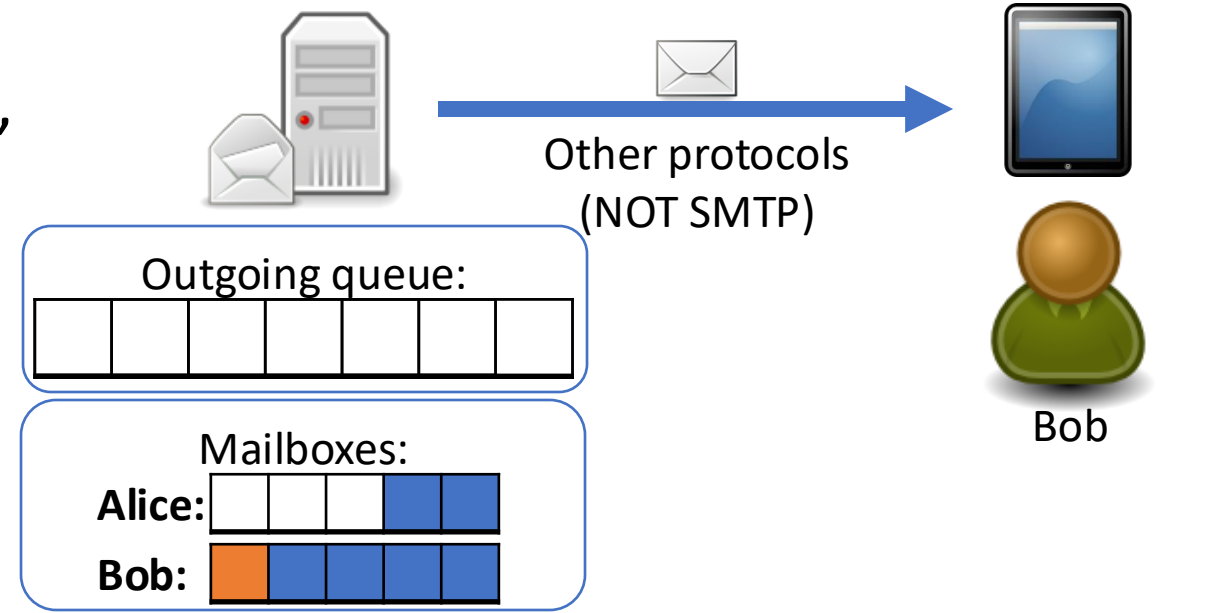 ,
Other protocols
(NOT SMTP)
Outgoing queue:
Mailboxes:
Alice:
Bob:
Bob